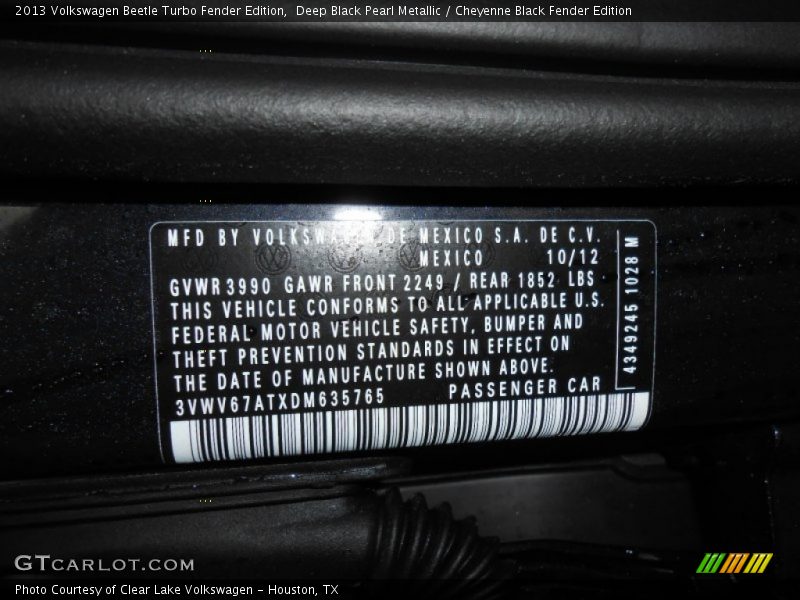 2013 Volkswagen Beetle Turbo Fender Edition, Deep Black Pearl Metallic / Cheyenne Black Fender Edition
MFD BY VOLKSWAGEN DE MEXICO S.A. DE C.V.
MEXICO 10/12
GVWR 3990 GAWR FRONT 2249 / REAR 1852 LBS
THIS VEHICLE CONFORMS TO ALL APPLICABLE U.S.
FEDERAL MOTOR VEHICLE SAFETY, BUMPER AND
THEFT PREVENTION STANDARDS IN EFFECT ON
THE DATE OF MANUFACTURE SHOWN ABOVE.
3VWV67ATXDM635765 PASSENGER CAR
4349245 1028 M
GTCARLOT.COM
Photo Courtesy of Clear Lake Volkswagen - Houston, TX